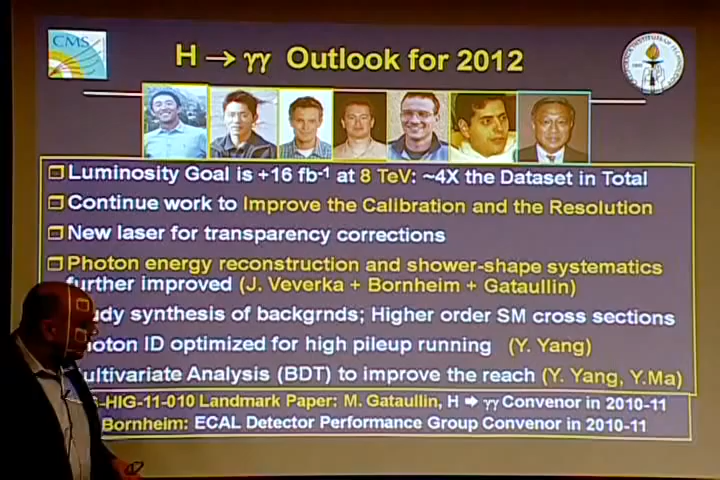 CMS
H → γγ Outlook for 2012
Luminosity Goal is +16 fb⁻¹ at 8 TeV: ~4X the Dataset in Total
Continue work to Improve the Calibration and the Resolution
New laser for transparency corrections
Photon energy reconstruction and shower-shape systematics
further improved (J. Veverka + Bornheim + Gataullin)
synthesis of backgrnds; Higher order SM cross sections
ID optimized for high pileup running (Y. Yang)
Analysis (BDT) to improve the reach (Y. Yang, Y.Ma)
-HIG-11-010 Landmark Paper: M. Gataullin, H → γγ Convenor in 2010-11
Bornheim: ECAL Detector Performance Group Convenor in 2010-11